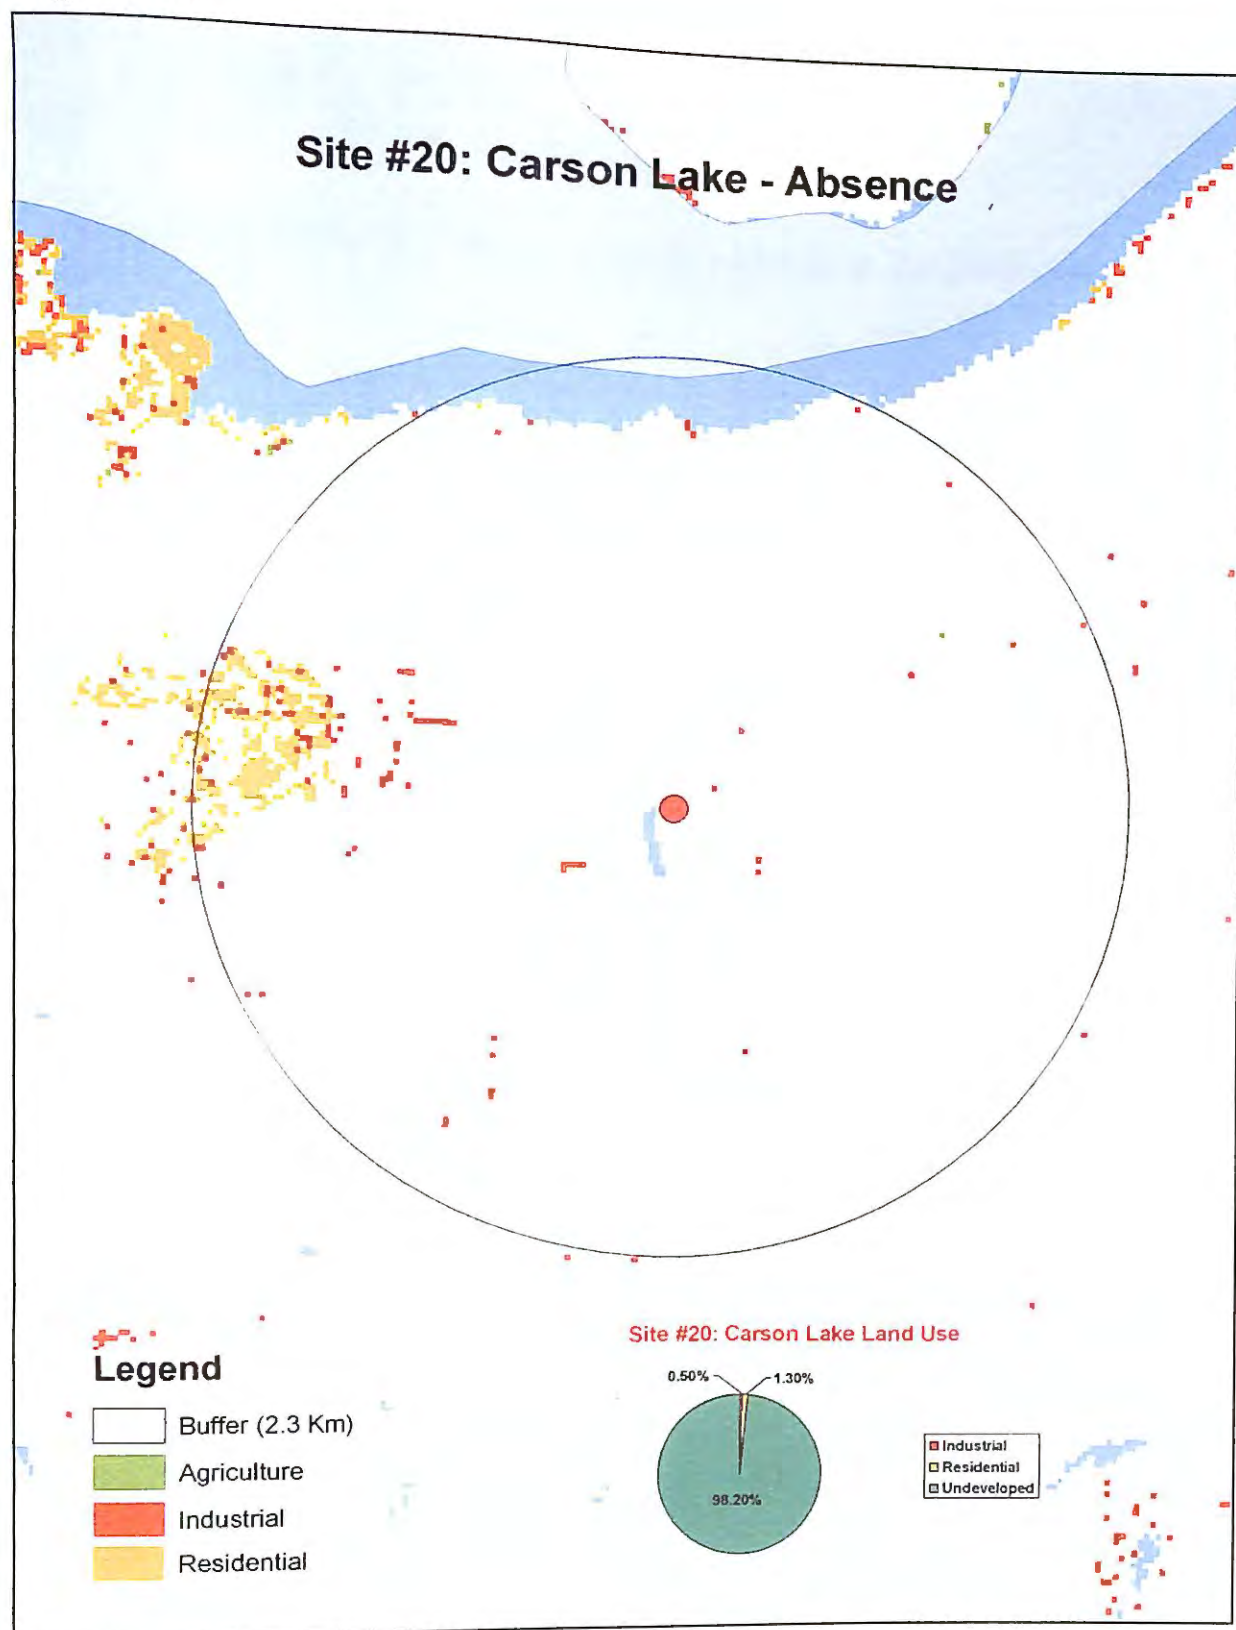 Site #20: Carson Lake - Absence
Legend
Buffer (2.3 Km)
Agriculture
Industrial
Residential
Site #20: Carson Lake Land Use
0.50%
1.30%
98.20%
Industrial
Residential
Undeveloped